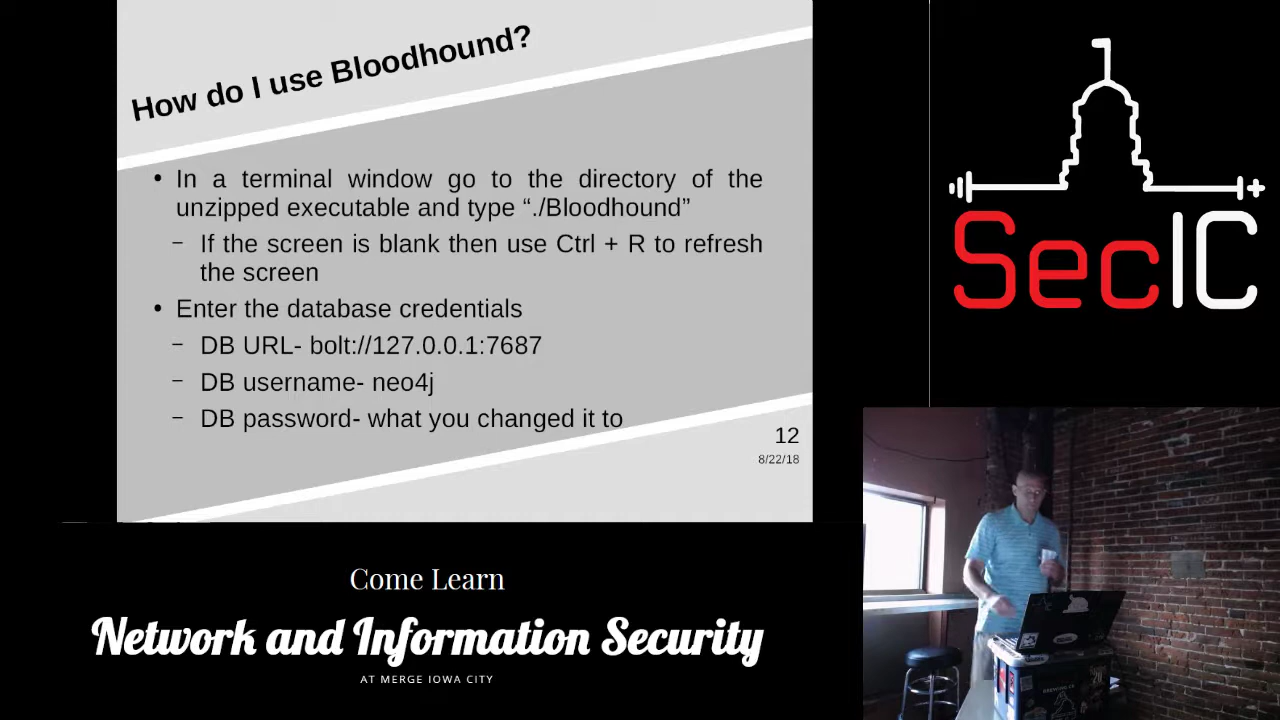 How do I use Bloodhound?
• In a terminal window go to the directory of the
unzipped executable and type “./Bloodhound”
– If the screen is blank then use Ctrl + R to refresh
the screen
• Enter the database credentials
– DB URL- bolt://127.0.0.1:7687
– DB username- neo4j
– DB password- what you changed it to
12
8/22/18
SecIC
Come Learn
Network and Information Security
AT MERGE IOWA CITY